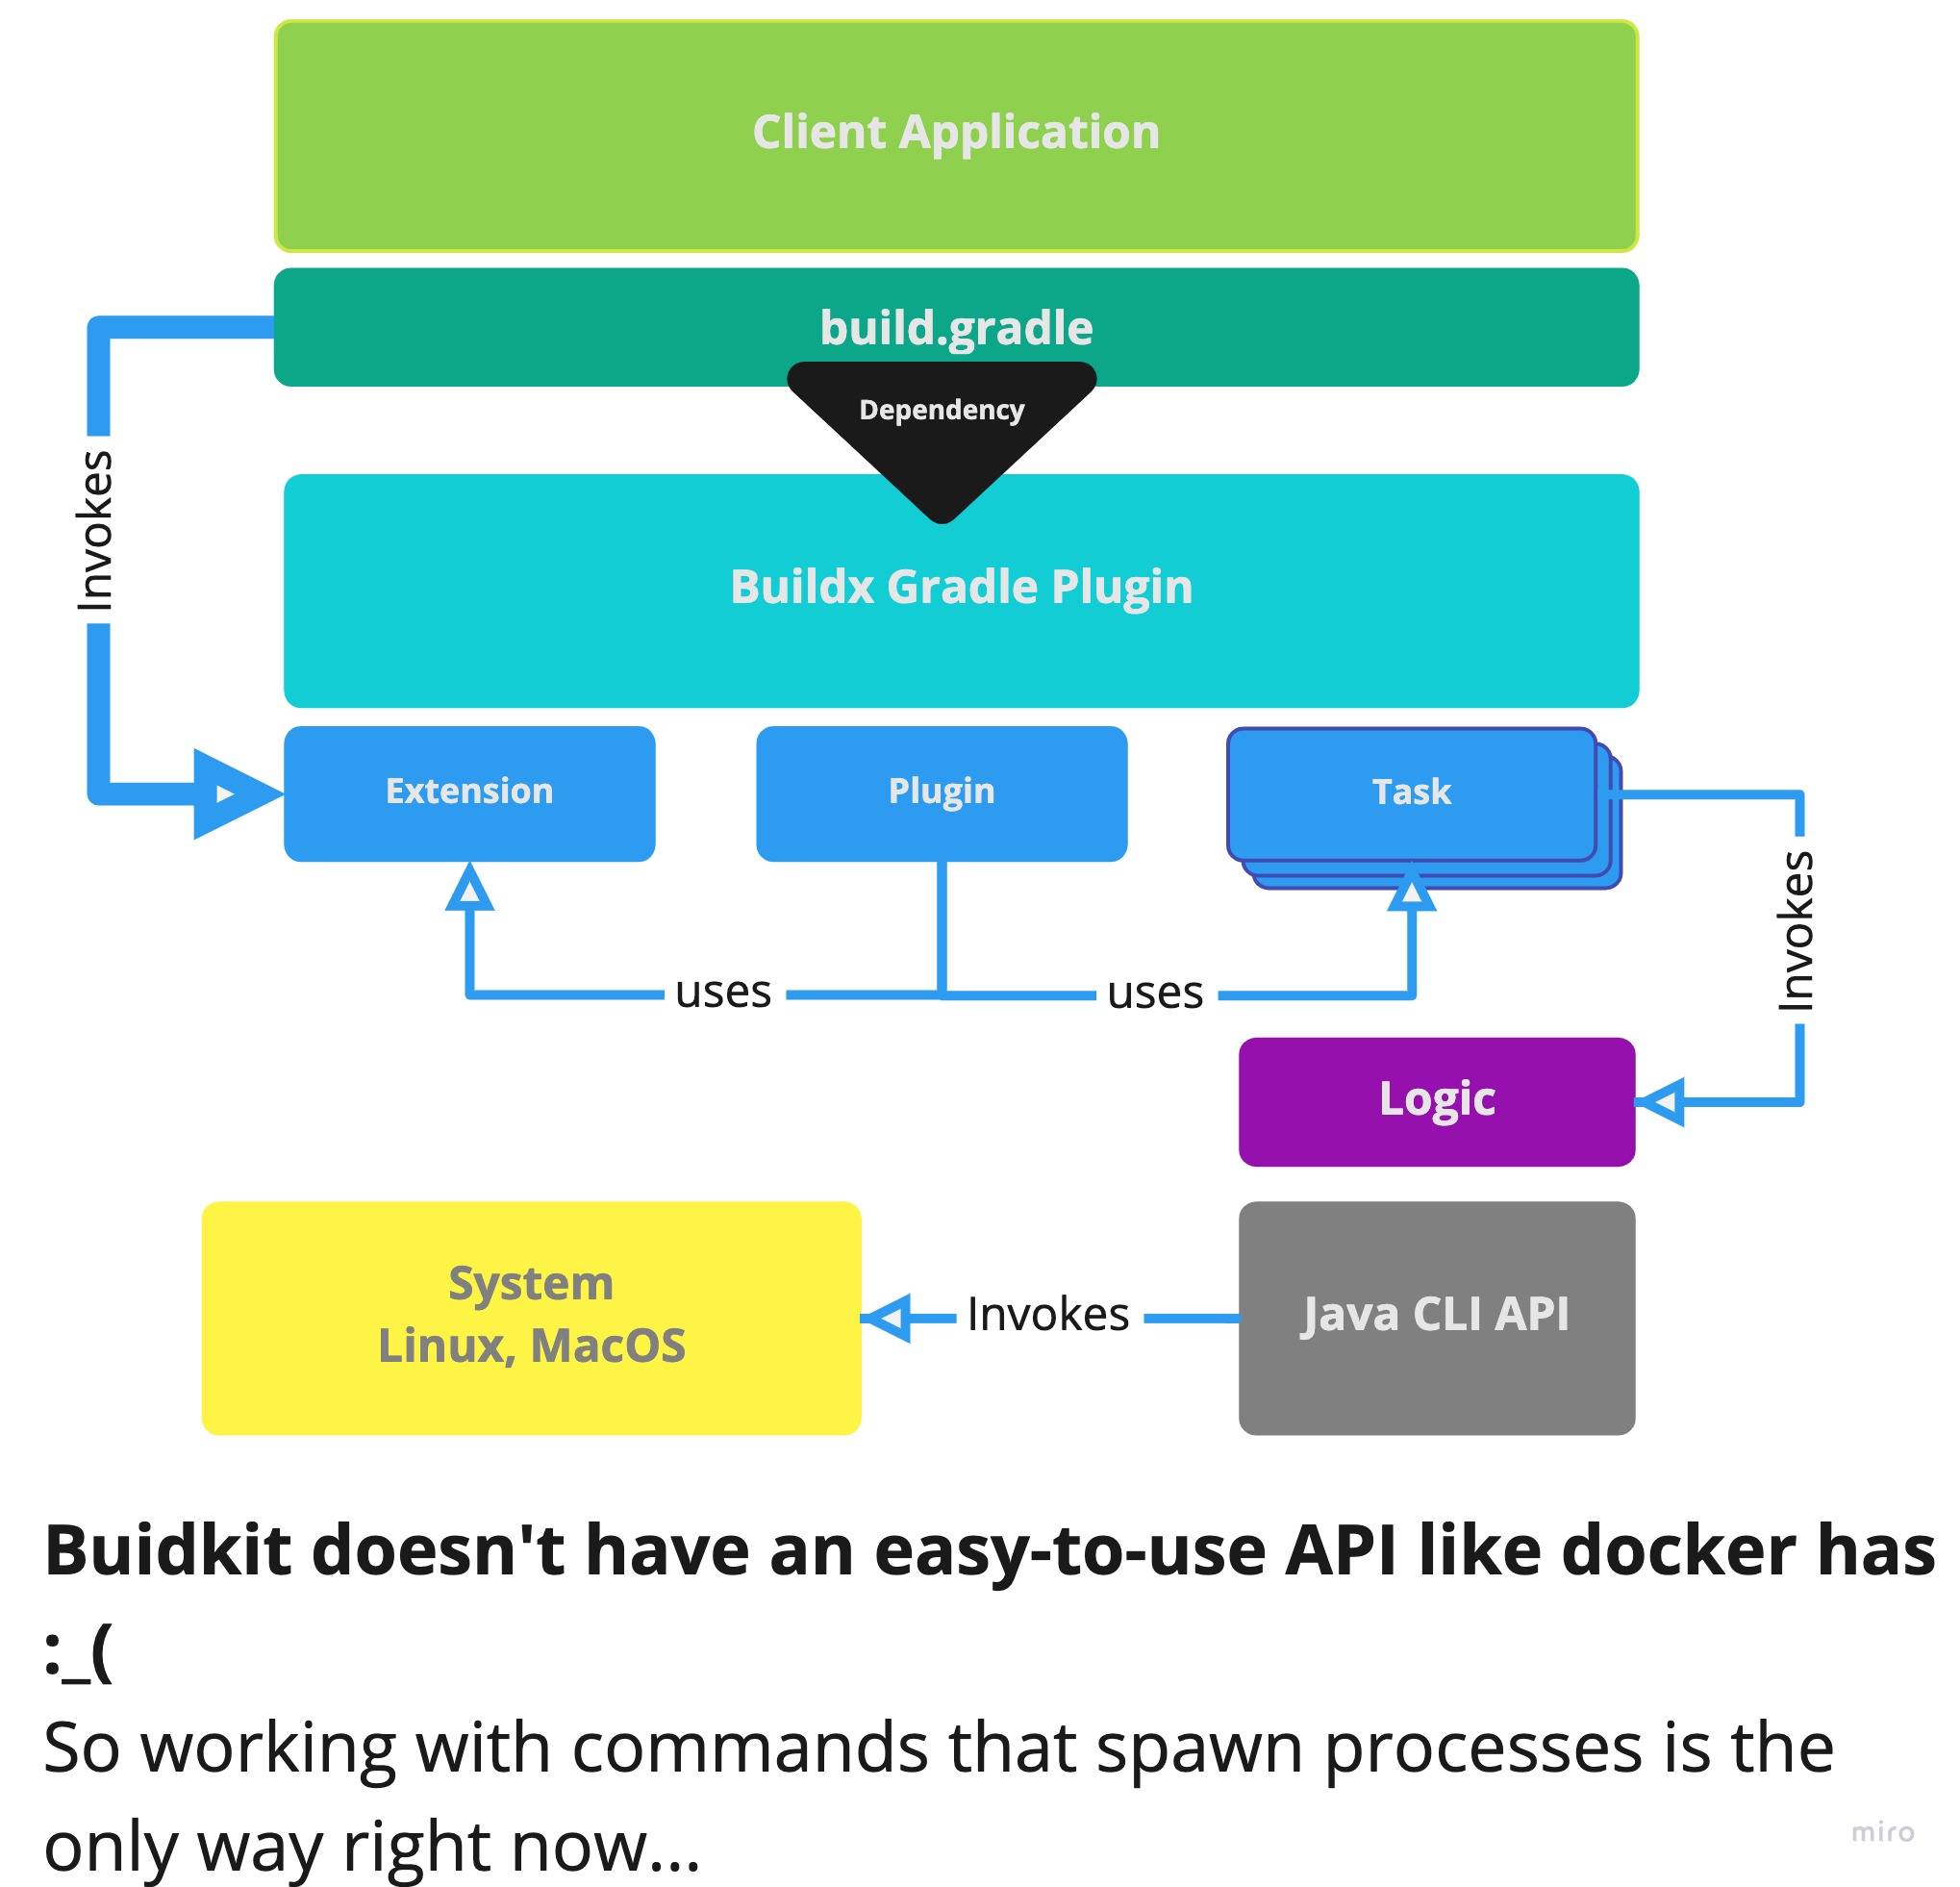 Client Application
build.gradle
Dependency
Invokes
Buildx Gradle Plugin
Extension
Plugin
Task
uses
uses
Invokes
Logic
System
Linux, MacOS
Invokes
Java CLI API
Buidkit doesn't have an easy-to-use API like docker has
:_(
So working with commands that spawn processes is the
only way right now...
miro